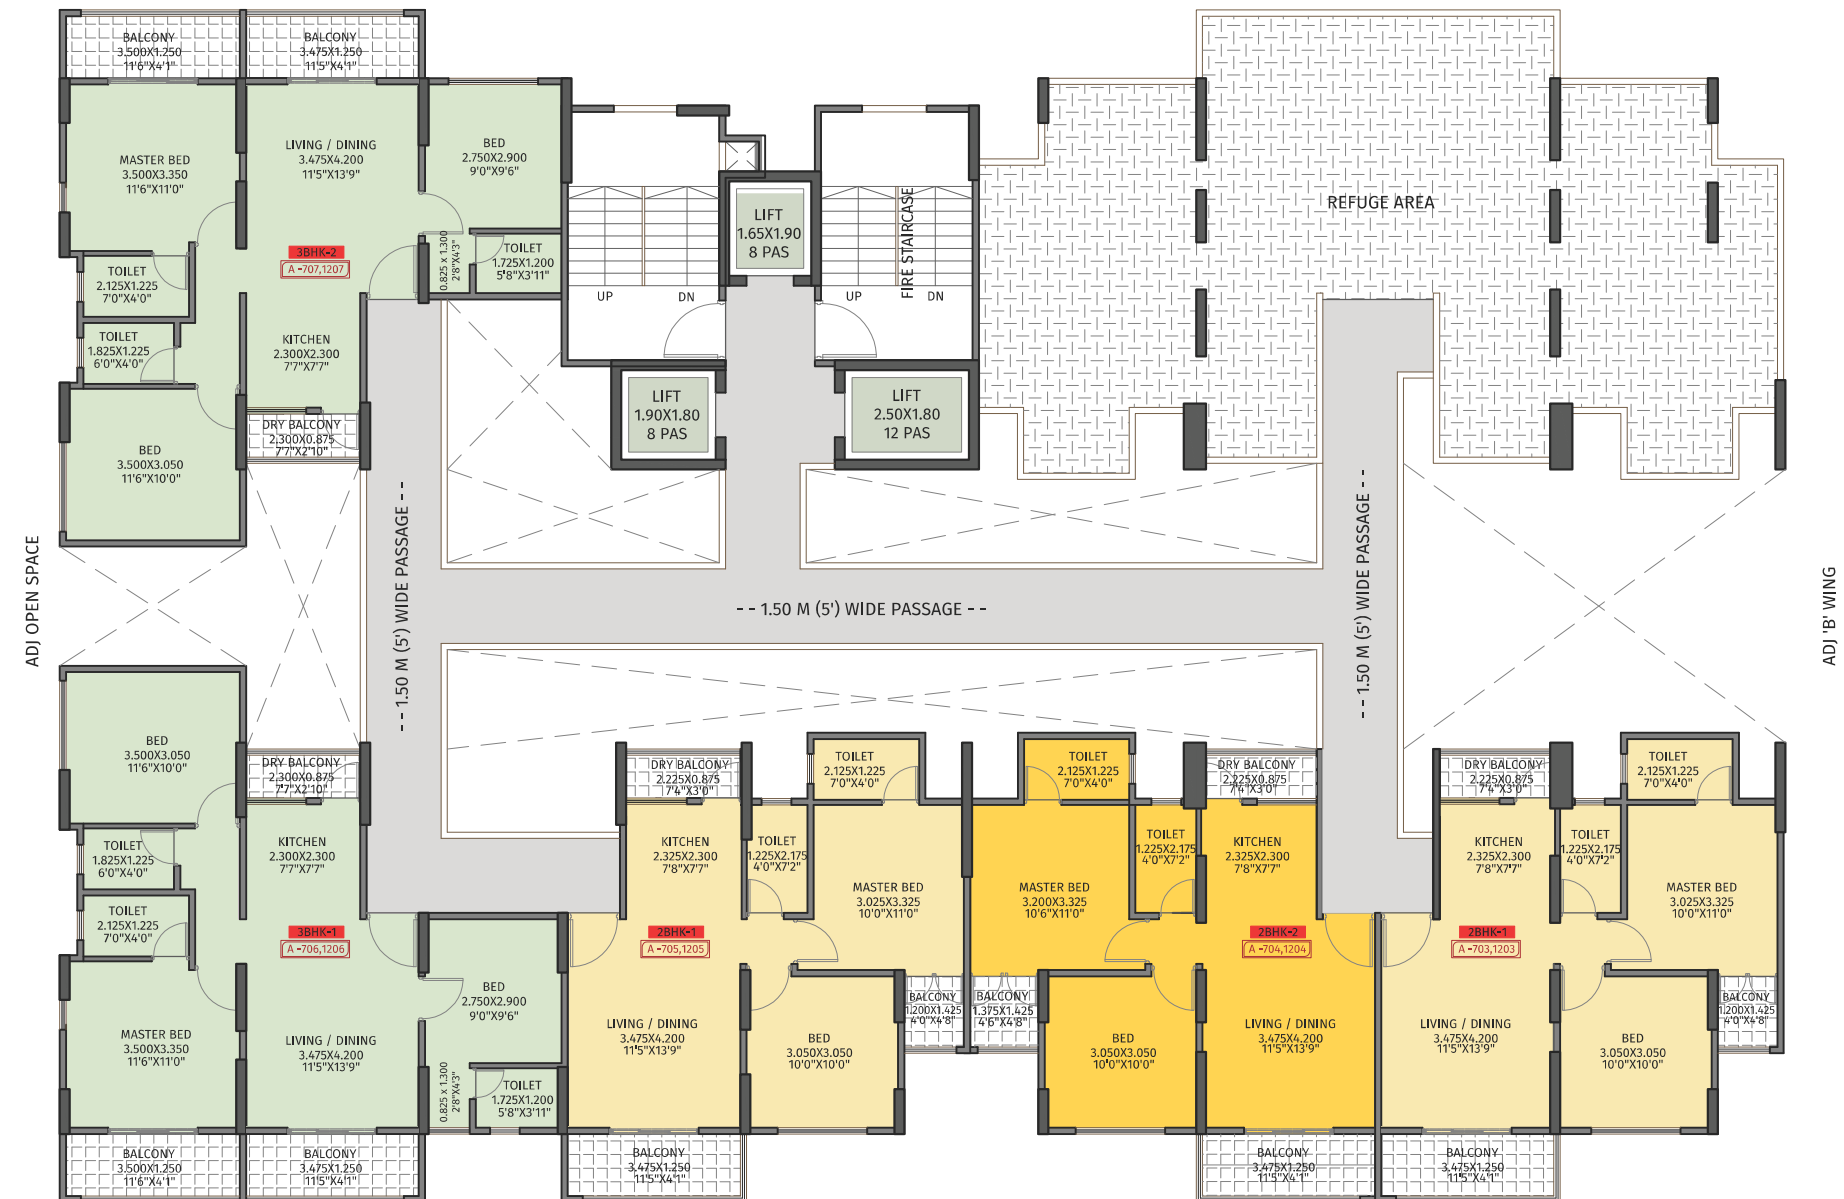 BALCONY
3.500X1.250
11'6"X4'1"
BALCONY
3.475X1.250
11'5"X4'1"
MASTER BED
3.500X3.350
11'6"X11'0"
LIVING / DINING
3.475X4.200
11'5"X13'9"
BED
2.750X2.900
9'0"X9'6"
3BHK-2
A -707,1207
0.825 x 1.300
2'8"X4'3"
TOILET
1.725X1.200
5'8"X3'11"
TOILET
2.125X1.225
7'0"X4'0"
TOILET
1.825X1.225
6'0"X4'0"
KITCHEN
2.300X2.300
7'7"X7'7"
DRY BALCONY
2.300X0.875
7'7"X2'10"
BED
3.500X3.050
11'6"X10'0"
UP
DN
LIFT
1.65X1.90
8 PAS
FIRE STAIRCASE
UP
DN
LIFT
1.90X1.80
8 PAS
LIFT
2.50X1.80
12 PAS
REFUGE AREA
ADJ OPEN SPACE
-- 1.50 M (5') WIDE PASSAGE --
-- 1.50 M (5') WIDE PASSAGE --
-- 1.50 M (5') WIDE PASSAGE --
ADJ 'B' WING
BED
3.500X3.050
11'6"X10'0"
DRY BALCONY
2.300X0.875
7'7"X2'10"
TOILET
1.825X1.225
6'0"X4'0"
KITCHEN
2.300X2.300
7'7"X7'7"
TOILET
2.125X1.225
7'0"X4'0"
3BHK-1
A -706,1206
MASTER BED
3.500X3.350
11'6"X11'0"
LIVING / DINING
3.475X4.200
11'5"X13'9"
BED
2.750X2.900
9'0"X9'6"
0.825 x 1.300
2'8"X4'3"
TOILET
1.725X1.200
5'8"X3'11"
BALCONY
3.500X1.250
11'6"X4'1"
BALCONY
3.475X1.250
11'5"X4'1"
DRY BALCONY
2.225X0.875
7'4"X3'0"
TOILET
2.125X1.225
7'0"X4'0"
KITCHEN
2.325X2.300
7'8"X7'7"
TOILET
1.225X2.175
4'0"X7'2"
MASTER BED
3.025X3.325
10'0"X11'0"
2BHK-1
A -705,1205
LIVING / DINING
3.475X4.200
11'5"X13'9"
BED
3.050X3.050
10'0"X10'0"
BALCONY
1.200X1.425
4'0"X4'8"
BALCONY
3.475X1.250
11'5"X4'1"
TOILET
2.125X1.225
7'0"X4'0"
DRY BALCONY
2.225X0.875
7'4"X3'0"
TOILET
1.225X2.175
4'0"X7'2"
KITCHEN
2.325X2.300
7'8"X7'7"
MASTER BED
3.200X3.325
10'6"X11'0"
2BHK-2
A -704,1204
BALCONY
1.375X1.425
4'6"X4'8"
BED
3.050X3.050
10'0"X10'0"
LIVING / DINING
3.475X4.200
11'5"X13'9"
BALCONY
3.475X1.250
11'5"X4'1"
DRY BALCONY
2.225X0.875
7'4"X3'0"
TOILET
2.125X1.225
7'0"X4'0"
KITCHEN
2.325X2.300
7'8"X7'7"
TOILET
1.225X2.175
4'0"X7'2"
MASTER BED
3.025X3.325
10'0"X11'0"
2BHK-1
A -703,1203
LIVING / DINING
3.475X4.200
11'5"X13'9"
BED
3.050X3.050
10'0"X10'0"
BALCONY
1.200X1.425
4'0"X4'8"
BALCONY
3.475X1.250
11'5"X4'1"